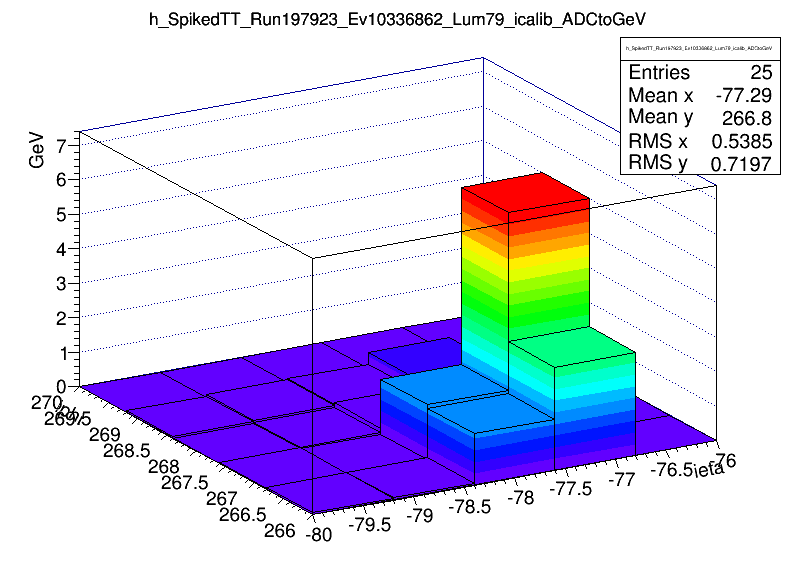 h_SpikedTT_Run197923_Ev10336862_Lum79_icalib_ADCtoGeV
h_SpikedTT_Run197923_Ev10336862_Lum79_icalib_ADCtoGeV
Entries 25
Mean x -77.29
Mean y 266.8
RMS x 0.5385
RMS y 0.7197
GeV
7
6
5
4
3
2
1
0
270
269.5
269
268.5
268
267.5
267
266.5
266
-80
-79.5
-79
-78.5
-78
-77.5
-77
-76.5
-76
ieta